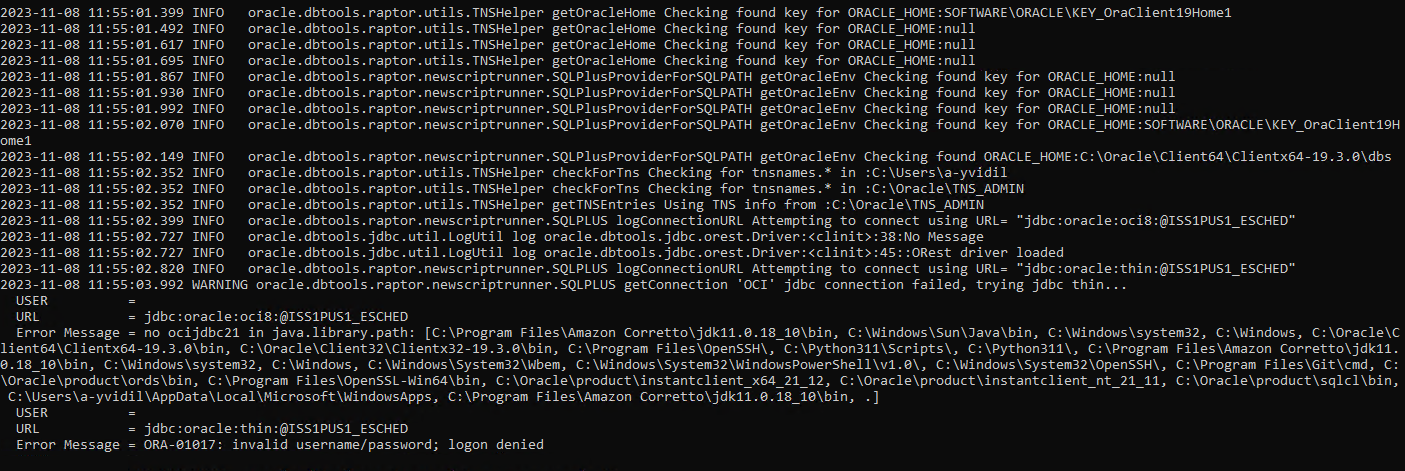 2023-11-08 11:55:01.399 INFO   oracle.dbtools.raptor.utils.TNSHelper getOracleHome Checking found key for ORACLE_HOME:SOFTWARE\ORACLE\KEY_OraClient19Home1
2023-11-08 11:55:01.492 INFO   oracle.dbtools.raptor.utils.TNSHelper getOracleHome Checking found key for ORACLE_HOME:null
2023-11-08 11:55:01.617 INFO   oracle.dbtools.raptor.utils.TNSHelper getOracleHome Checking found key for ORACLE_HOME:null
2023-11-08 11:55:01.695 INFO   oracle.dbtools.raptor.utils.TNSHelper getOracleHome Checking found key for ORACLE_HOME:null
2023-11-08 11:55:01.867 INFO   oracle.dbtools.raptor.newscriptrunner.SQLPlusProviderForSQLPATH getOracleEnv Checking found key for ORACLE_HOME:null
2023-11-08 11:55:01.930 INFO   oracle.dbtools.raptor.newscriptrunner.SQLPlusProviderForSQLPATH getOracleEnv Checking found key for ORACLE_HOME:null
2023-11-08 11:55:01.992 INFO   oracle.dbtools.raptor.newscriptrunner.SQLPlusProviderForSQLPATH getOracleEnv Checking found key for ORACLE_HOME:null
2023-11-08 11:55:02.070 INFO   oracle.dbtools.raptor.newscriptrunner.SQLPlusProviderForSQLPATH getOracleEnv Checking found key for ORACLE_HOME:SOFTWARE\ORACLE\KEY_OraClient19H
ome1
2023-11-08 11:55:02.149 INFO   oracle.dbtools.raptor.newscriptrunner.SQLPlusProviderForSQLPATH getOracleEnv Checking found ORACLE_HOME:C:\Oracle\Client64\Clientx64-19.3.0\dbs
2023-11-08 11:55:02.352 INFO   oracle.dbtools.raptor.utils.TNSHelper checkForTns Checking for tnsnames.* in :C:\Users\a-yvidil
2023-11-08 11:55:02.352 INFO   oracle.dbtools.raptor.utils.TNSHelper checkForTns Checking for tnsnames.* in :C:\Oracle\TNS_ADMIN
2023-11-08 11:55:02.352 INFO   oracle.dbtools.raptor.utils.TNSHelper getTNSEntries Using TNS info from :C:\Oracle\TNS_ADMIN
2023-11-08 11:55:02.399 INFO   oracle.dbtools.raptor.newscriptrunner.SQLPLUS logConnectionURL Attempting to connect using URL= "jdbc:oracle:oci8:@ISS1PUS1_ESCHED"
2023-11-08 11:55:02.727 INFO   oracle.dbtools.jdbc.util.LogUtil log oracle.dbtools.jdbc.orest.Driver:<clinit>:38:No Message
2023-11-08 11:55:02.727 INFO   oracle.dbtools.jdbc.util.LogUtil log oracle.dbtools.jdbc.orest.Driver:<clinit>:45::ORest driver loaded
2023-11-08 11:55:02.820 INFO   oracle.dbtools.raptor.newscriptrunner.SQLPLUS logConnectionURL Attempting to connect using URL= "jdbc:oracle:thin:@ISS1PUS1_ESCHED"
2023-11-08 11:55:03.992 WARNING oracle.dbtools.raptor.newscriptrunner.SQLPLUS getConnection 'OCI' jdbc connection failed, trying jdbc thin...
  USER          =
  URL           = jdbc:oracle:oci8:@ISS1PUS1_ESCHED
  Error Message = no ocijdbc21 in java.library.path: [C:\Program Files\Amazon Corretto\jdk11.0.18_10\bin, C:\Windows\Sun\Java\bin, C:\Windows\system32, C:\Windows, C:\Oracle\C
lient64\Clientx64-19.3.0\bin, C:\Oracle\Client32\Clientx32-19.3.0\bin, C:\Program Files\OpenSSH\, C:\Python311\Scripts\, C:\Python311\, C:\Program Files\Amazon Corretto\jdk11.
0.18_10\bin, C:\Windows\system32, C:\Windows, C:\Windows\System32\Wbem, C:\Windows\System32\WindowsPowerShell\v1.0\, C:\Windows\System32\OpenSSH\, C:\Program Files\Git\cmd, C:
\Oracle\product\ords\bin, C:\Program Files\OpenSSL-Win64\bin, C:\Oracle\product\instantclient_x64_21_12, C:\Oracle\product\instantclient_nt_21_11, C:\Oracle\product\sqlcl\bin,
 C:\Users\a-yvidil\AppData\Local\Microsoft\WindowsApps, C:\Program Files\Amazon Corretto\jdk11.0.18_10\bin, .]
  USER          =
  URL           = jdbc:oracle:thin:@ISS1PUS1_ESCHED
  Error Message = ORA-01017: invalid username/password; logon denied